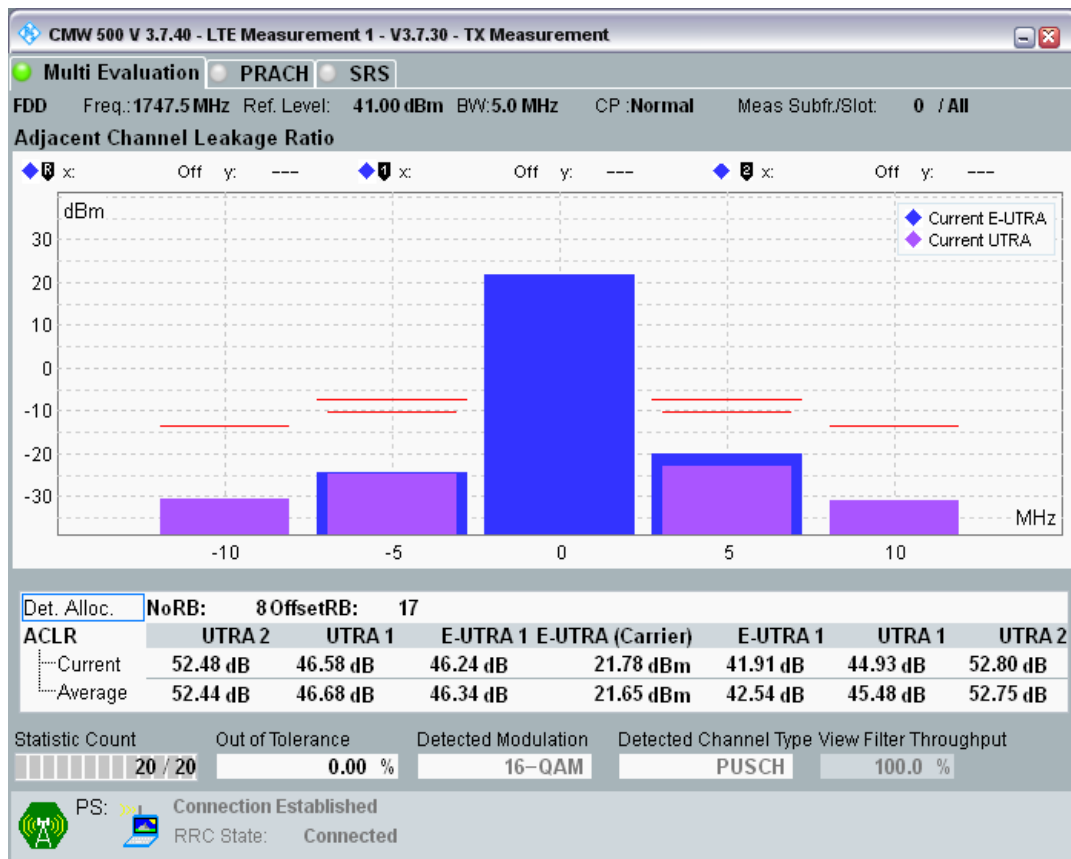 CMW 500 V 3.7.40 - LTE Measurement 1 - V3.7.30 - TX Measurement
Multi Evaluation PRACH SRS
FDD Freq.:1747.5 MHz Ref. Level: 41.00 dBm BW:5.0 MHz CP :Normal Meas Subfr./Slot: 0 / All
Adjacent Channel Leakage Ratio
R x: Off y: --- 1 x: Off y: --- 2 x: Off y: ---
dBm
Current E-UTRA
Current UTRA
30
20
10
0
-10
-20
-30
MHz
-10 -5 0 5 10
Det. Alloc. NoRB: 8 OffsetRB: 17
ACLR UTRA 2 UTRA 1 E-UTRA 1 E-UTRA (Carrier) E-UTRA 1 UTRA 1 UTRA 2
Current 52.48 dB 46.58 dB 46.24 dB 21.78 dBm 41.91 dB 44.93 dB 52.80 dB
Average 52.44 dB 46.68 dB 46.34 dB 21.65 dBm 42.54 dB 45.48 dB 52.75 dB
Statistic Count Out of Tolerance Detected Modulation Detected Channel Type View Filter Throughput
20 / 20 0.00 % 16-QAM PUSCH 100.0 %
PS: Connection Established
RRC State: Connected